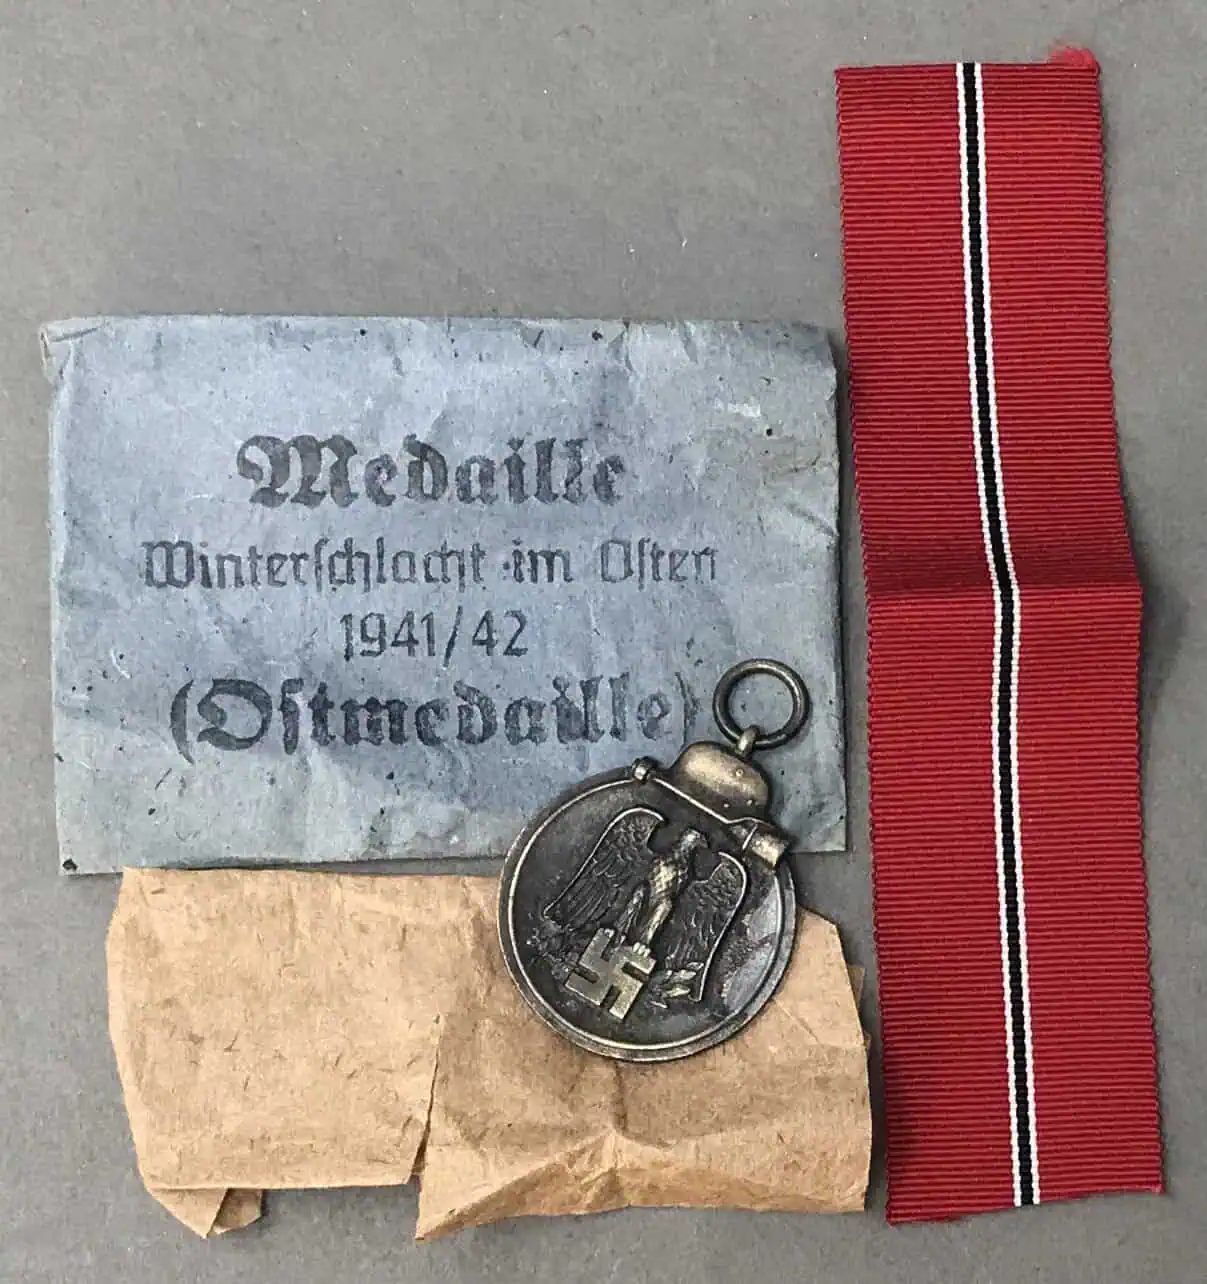 Medaille
Winterschlacht im Osten
1941/42
(Ostmedaille)